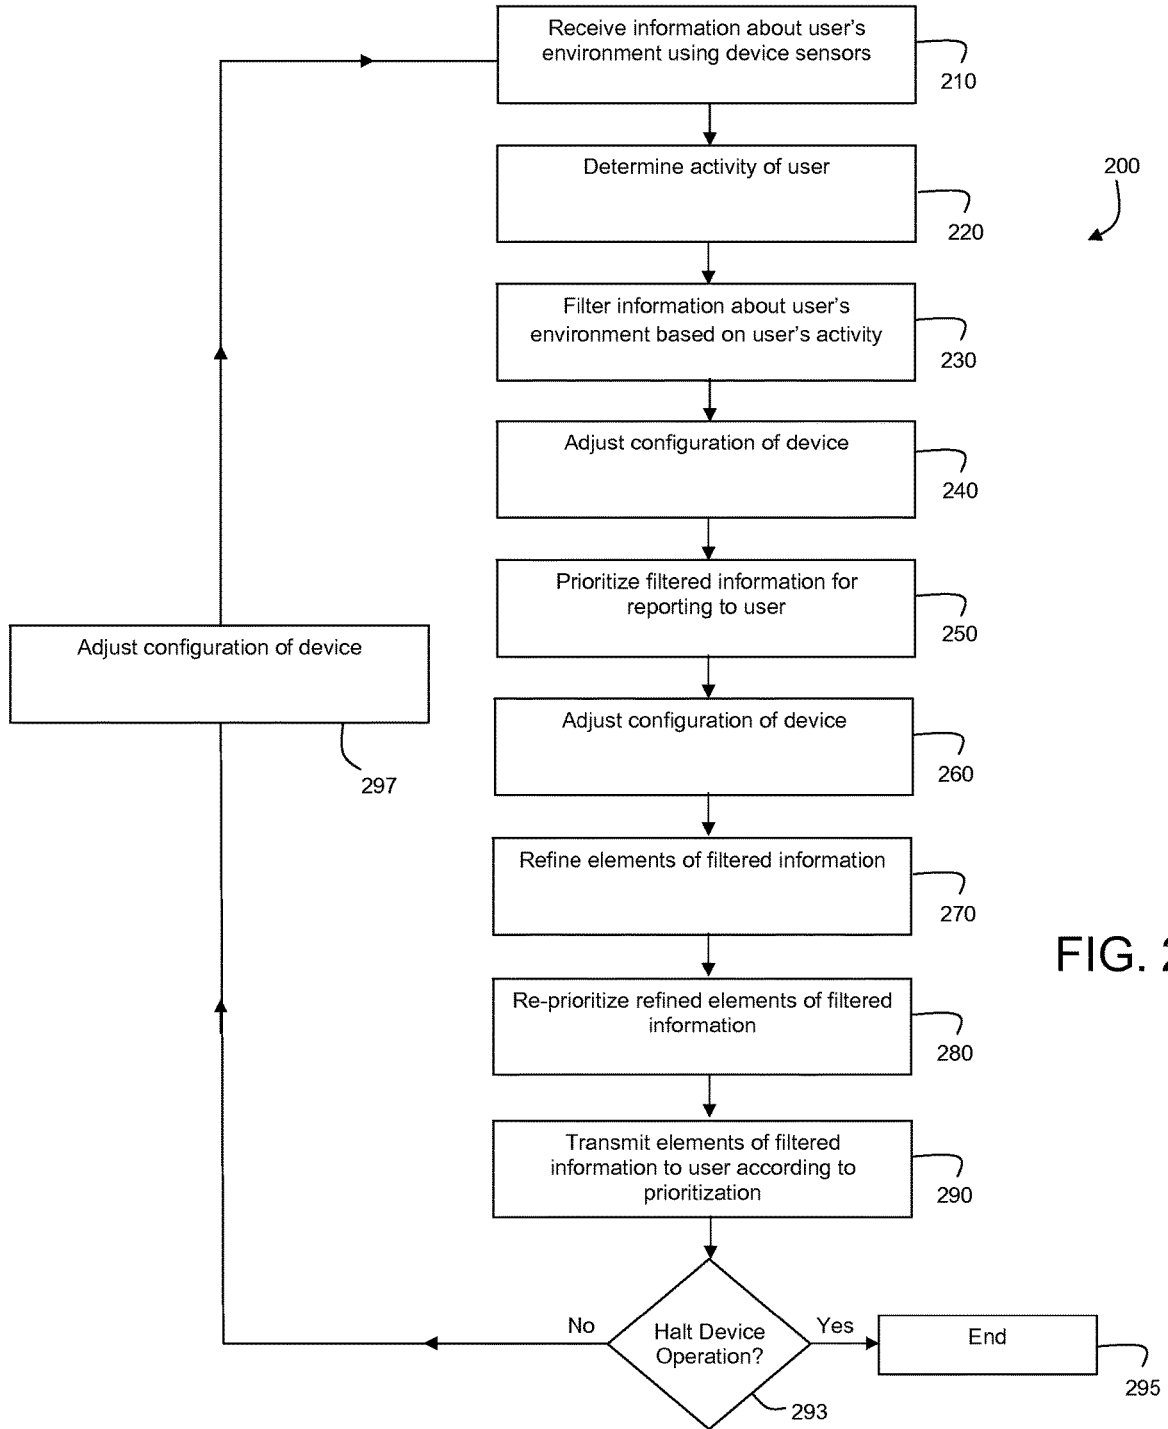 Receive information about user's
environment using device sensors
210
Determine activity of user
200
220
Filter information about user's
environment based on user's activity
230
Adjust configuration of device
240
Prioritize filtered information for
reporting to user
250
Adjust configuration of device
297
Adjust configuration of device
260
Refine elements of filtered information
270
FIG. 2
Re-prioritize refined elements of filtered
information
280
Transmit elements of filtered
information to user according to
prioritization
290
No
Halt Device
Operation?
Yes
293
End
295